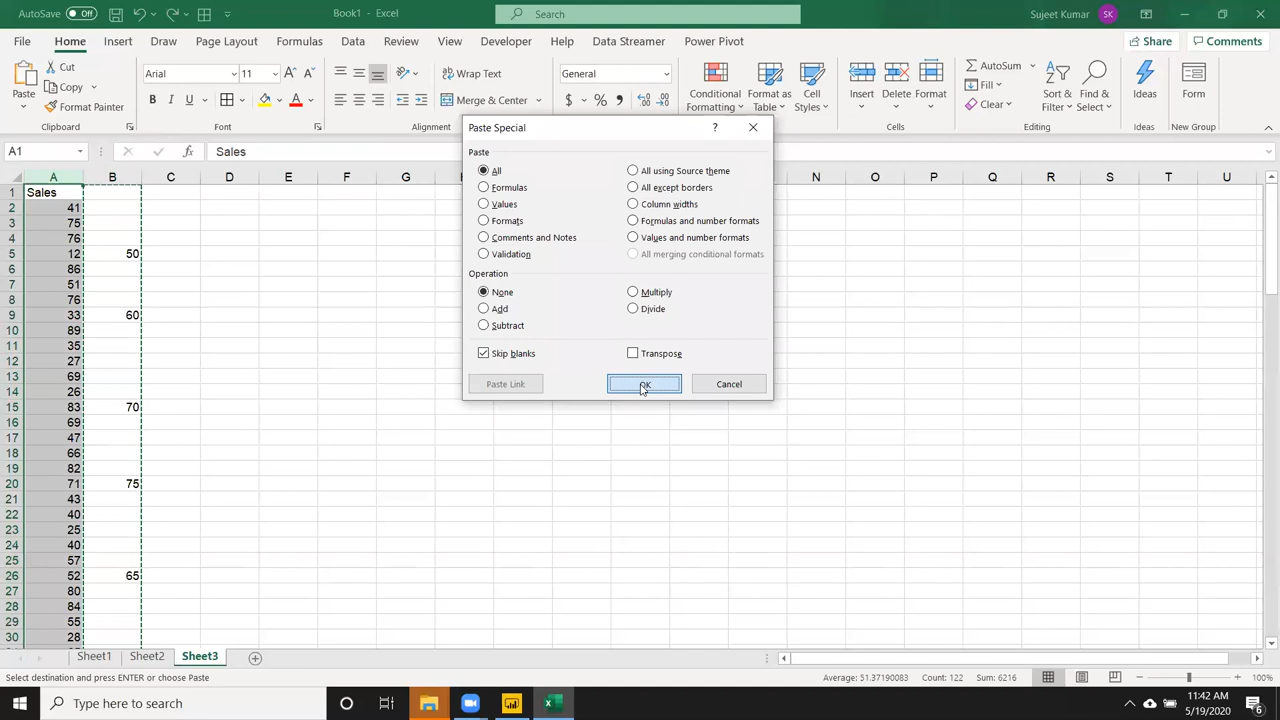 AutoSave Off Book1 - Excel Search Sujeet Kumar SK
File Home Insert Draw Page Layout Formulas Data Review View Developer Help Data Streamer Power Pivot Share Comments
Paste Cut Copy Format Painter
Clipboard
Arial 11
B I U
Font
Wrap Text
Merge & Center
Alignment
General
$ % ,
Conditional Formatting Format as Table Cell Styles
Insert Delete Format
Cells
AutoSum Fill Clear
Sort & Filter Find & Select
Editing
Ideas
Ideas
Form
New Group
A1 fx Sales
A B C D E F G H N O P Q R S T U
1 Sales
2 41
3 75
4 76
5 12 50
6 86
7 51
8 76
9 33 60
10 89
11 35
12 27
13 69
14 26
15 83 70
16 69
17 47
18 66
19 82
20 71 75
21 43
22 40
23 25
24 40
25 57
26 52 65
27 80
28 84
29 55
30 28
Paste Special ?
Paste
All All using Source theme
Formulas All except borders
Values Column widths
Formats Formulas and number formats
Comments and Notes Values and number formats
Validation All merging conditional formats
Operation
None Multiply
Add Divide
Subtract
Skip blanks Transpose
Paste Link OK Cancel
Sheet1 Sheet2 Sheet3
Select destination and press ENTER or choose Paste Average: 51.37190083 Count: 122 Sum: 6216 100%
Type here to search
11:42 AM
5/19/2020
6